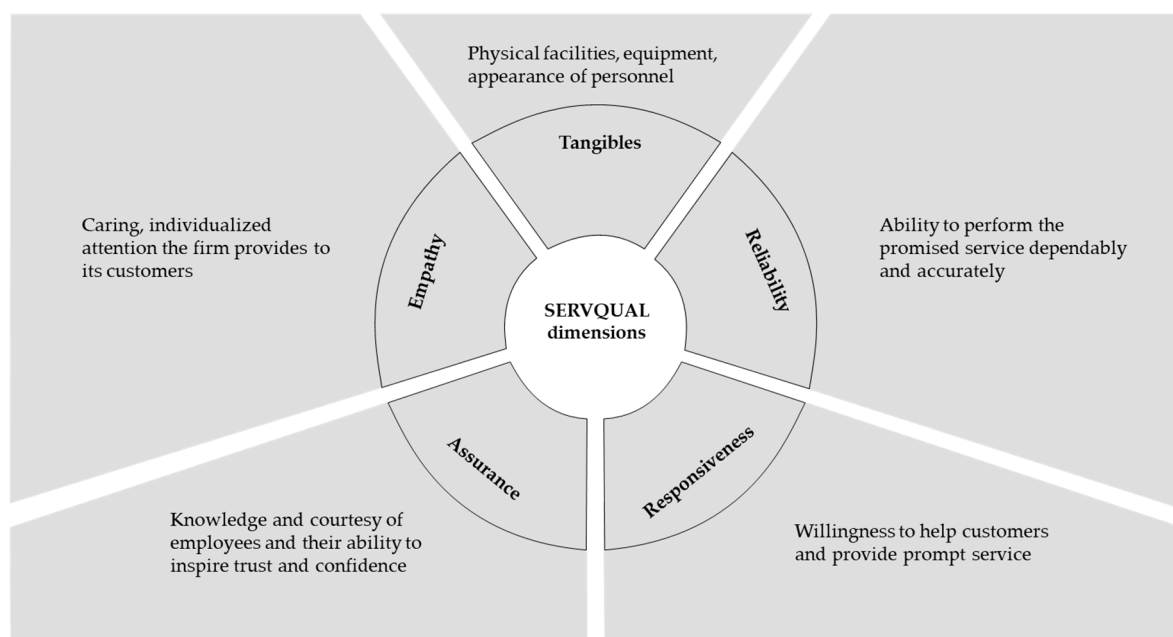 Physical facilities, equipment,
appearance of personnel
Tangibles
Caring, individualized
attention the firm provides to
its customers
Empathy
Reliability
Ability to perform the
promised service dependably
and accurately
SERVQUAL
dimensions
Assurance
Responsiveness
Knowledge and courtesy of
employees and their ability to
inspire trust and confidence
Willingness to help customers
and provide prompt service